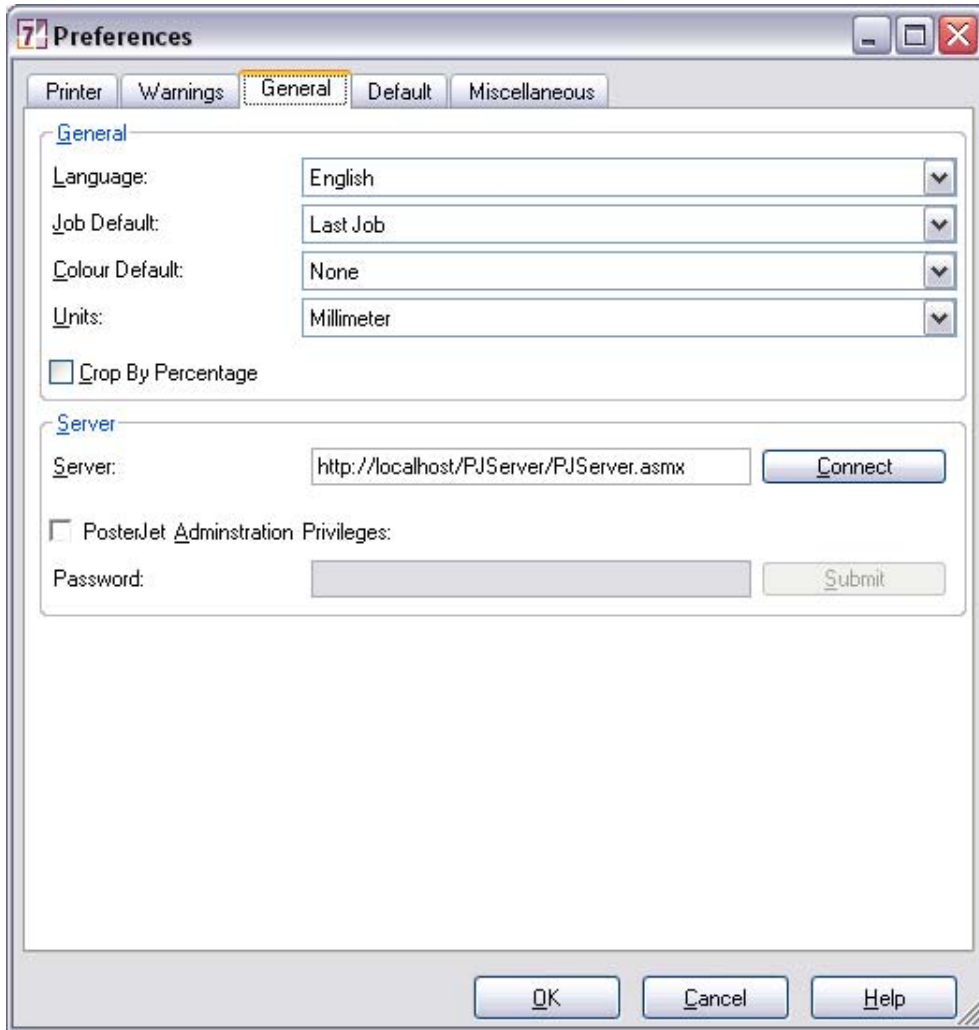 7 Preferences
Printer Warnings General Default Miscellaneous
General
Language: English
Job Default: Last Job
Colour Default: None
Units: Millimeter
Crop By Percentage
Server
Server: http://localhost/PJServer/PJServer.asmx Connect
PosterJet Adminstration Privileges:
Password: Submit
OK Cancel Help